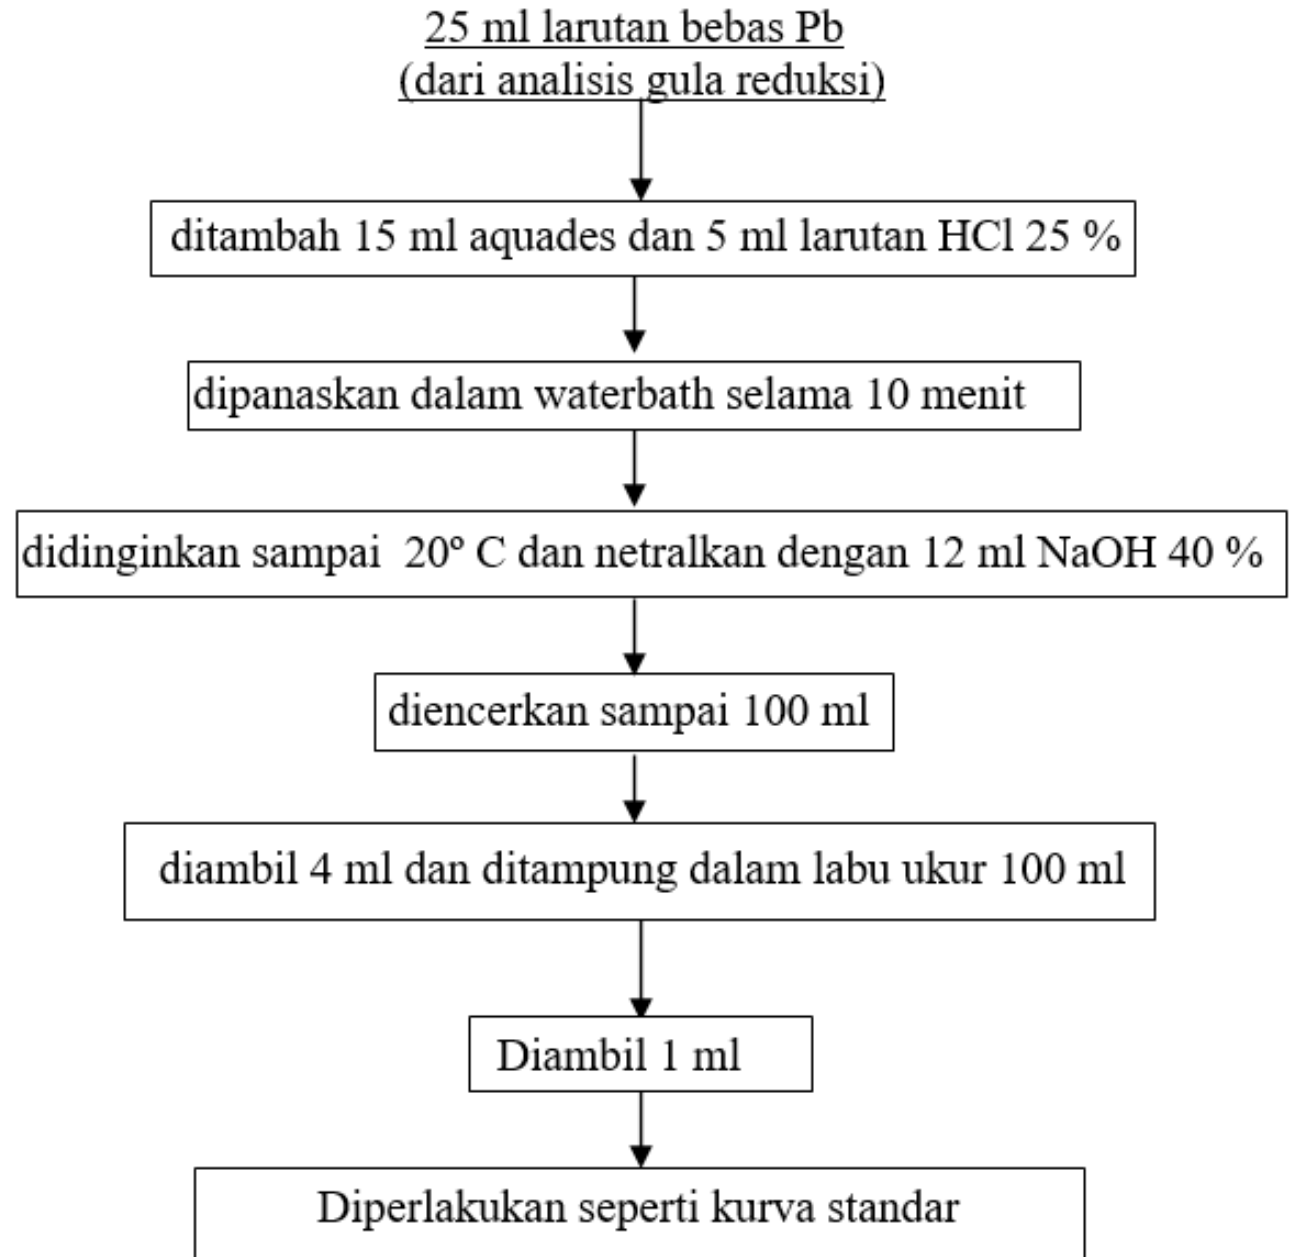 25 ml larutan bebas Pb
(dari analisis gula reduksi)
ditambah 15 ml aquades dan 5 ml larutan HCl 25 %
dipanaskan dalam waterbath selama 10 menit
didinginkan sampai  20º C dan netralkan dengan 12 ml NaOH 40 %
diencerkan sampai 100 ml
diambil 4 ml dan ditampung dalam labu ukur 100 ml
Diambil 1 ml
Diperlakukan seperti kurva standar